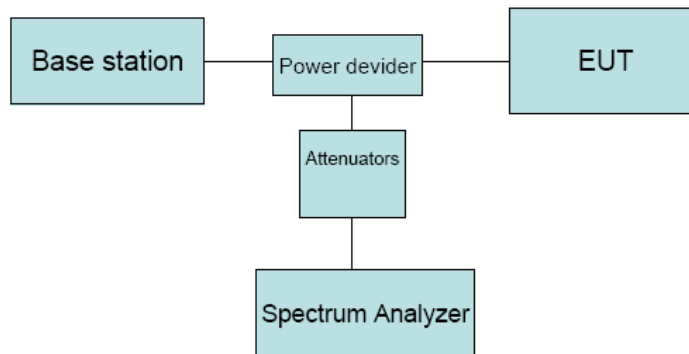 Base station
Power devider
EUT
Attenuators
Spectrum Analyzer